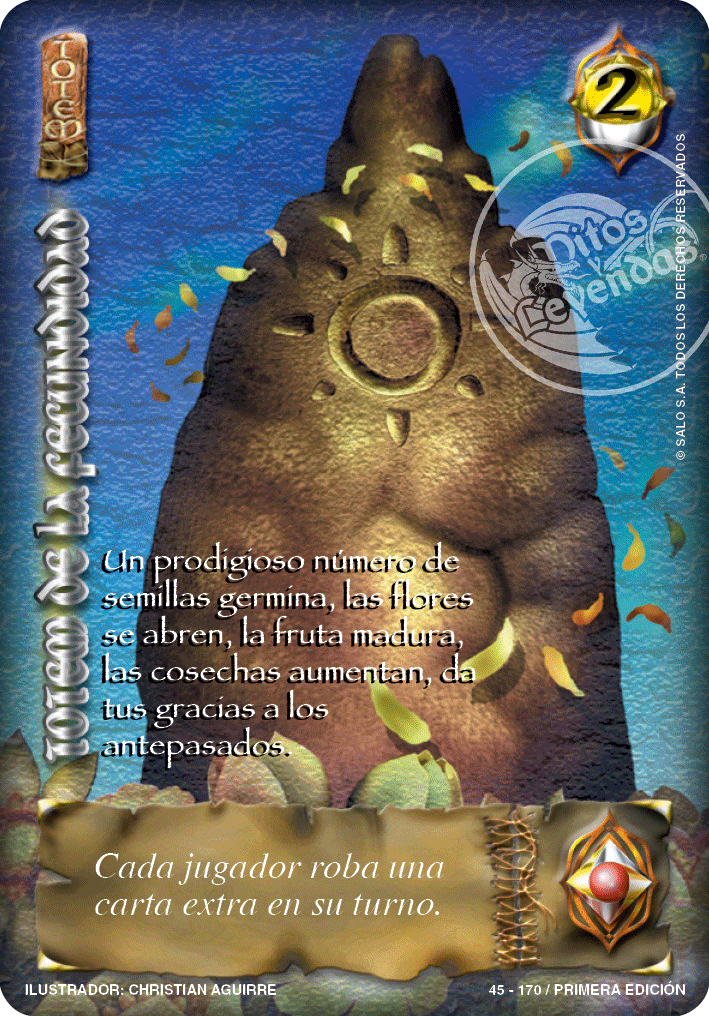 TOTEM
2
Mitos
y
Leyendas
®
© SALO S.A. TODOS LOS DERECHOS RESERVADOS
TOTEM DE LA FECUNDIDAD
Un prodigioso número de
semillas germina, las flores
se abren, la fruta madura,
las cosechas aumentan, da
tus gracias a los
antepasados.
Cada jugador roba una
carta extra en su turno.
ILUSTRADOR: CHRISTIAN AGUIRRE
45 - 170 / PRIMERA EDICIÓN